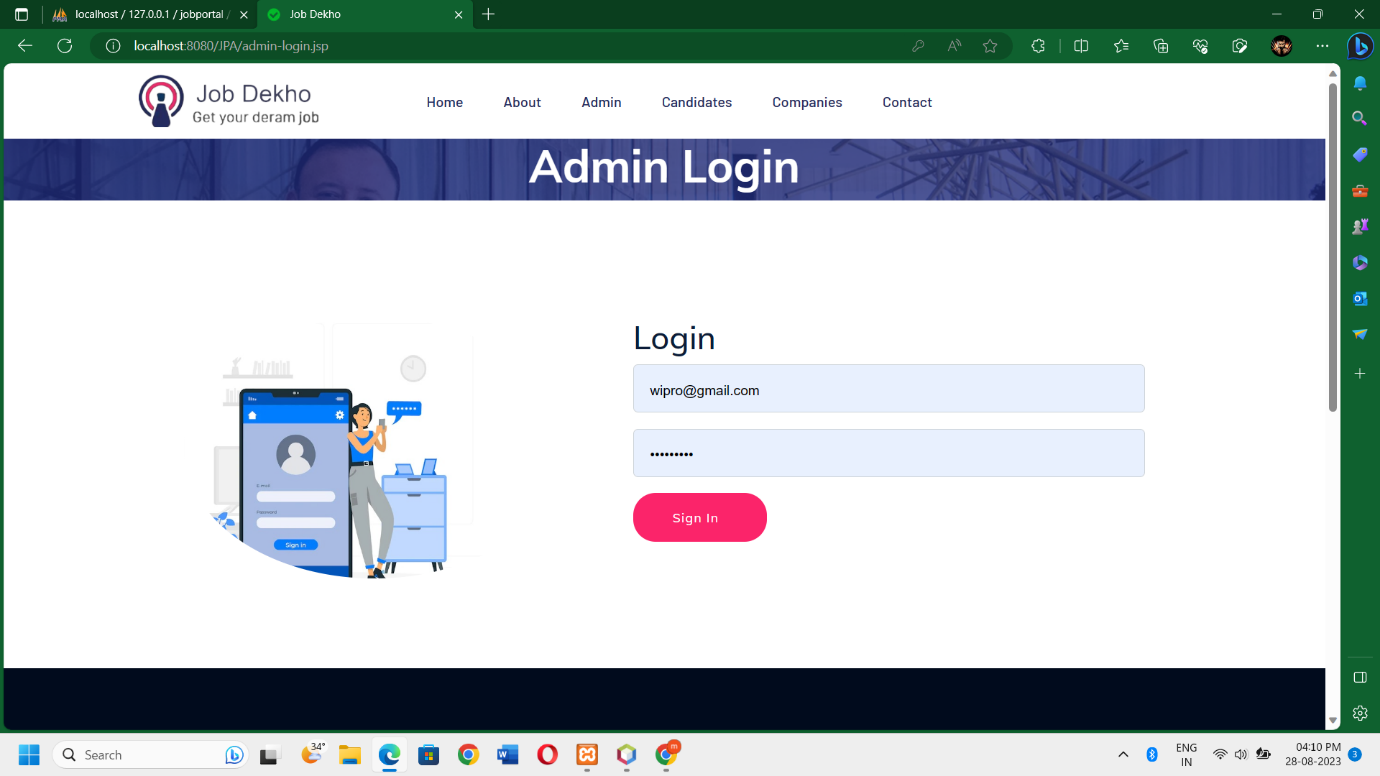 localhost / 127.0.0.1 / jobportal /
Job Dekho
localhost:8080/JPA/admin-login.jsp
Job Dekho
Get your deram job
Home About Admin Candidates Companies Contact
Admin Login
Login
wipro@gmail.com
Sign In
E-mail
Password
Sign In
Search
34°
m
ENG
IN
04:10 PM
28-08-2023
3